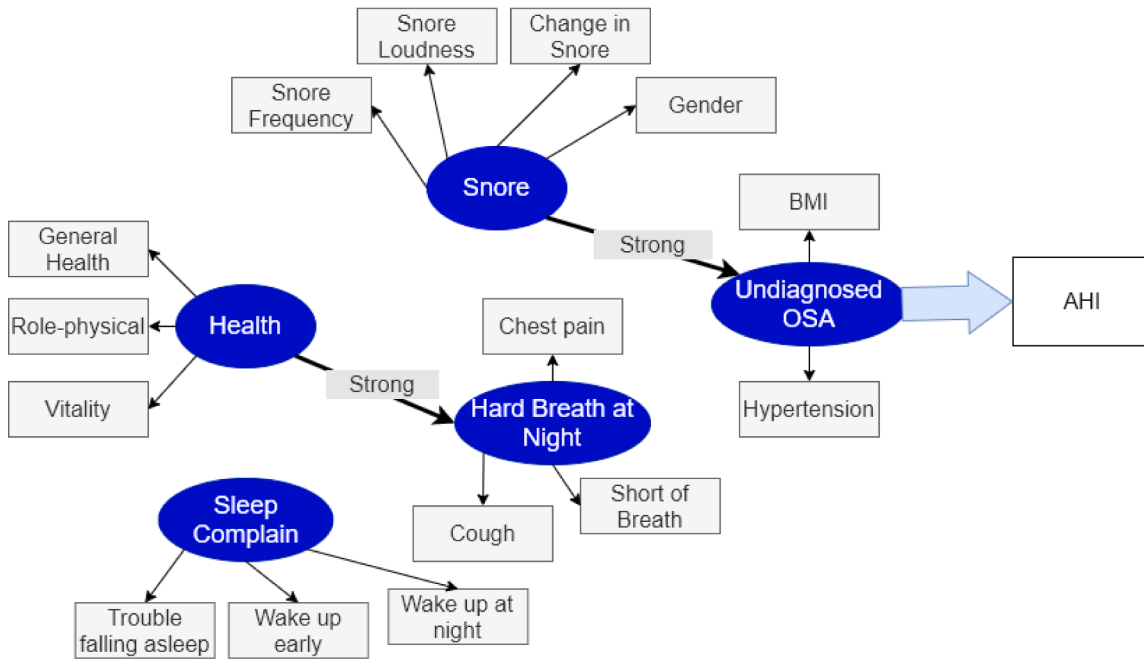 Snore
Loudness
Change in
Snore
Snore
Frequency
Gender
Snore
BMI
Strong
General
Health
Undiagnosed
OSA
AHI
Role-physical
Health
Chest pain
Strong
Vitality
Hard Breath at
Night
Hypertension
Sleep
Complain
Short of
Breath
Cough
Trouble
falling asleep
Wake up
early
Wake up at
night